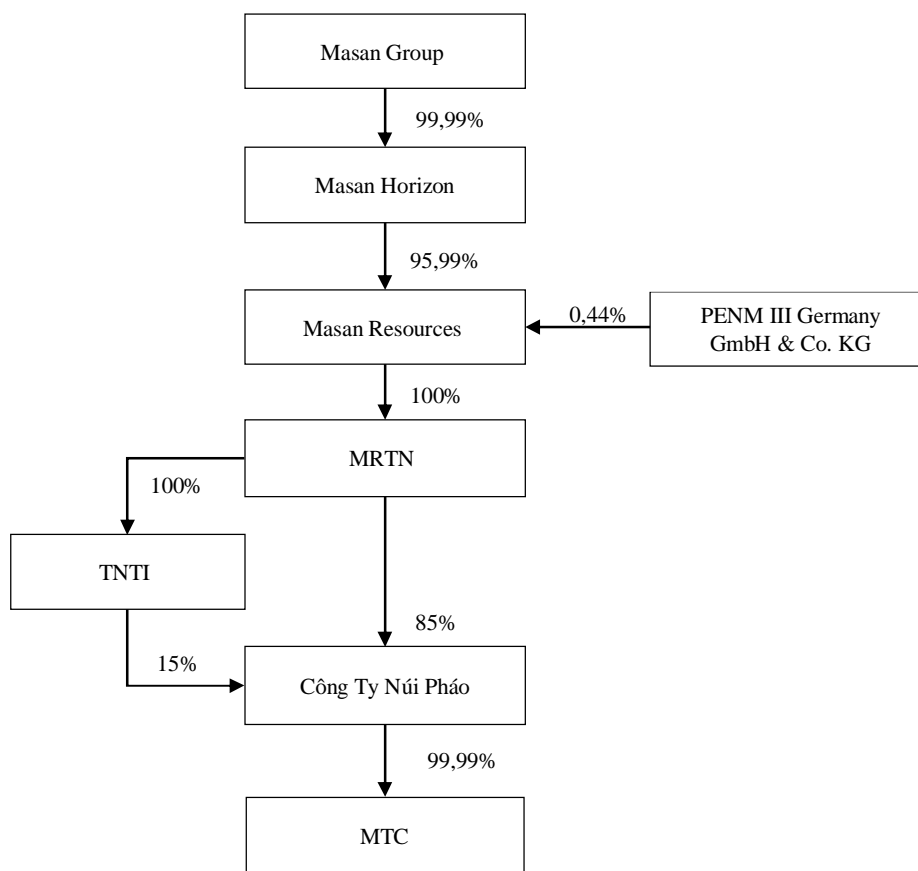 Masan Group
99,99%
Masan Horizon
95,99%
Masan Resources
0,44%
PENM III Germany
GmbH & Co. KG
100%
MRTN
100%
TNTI
85%
15%
Công Ty Núi Pháo
99,99%
MTC